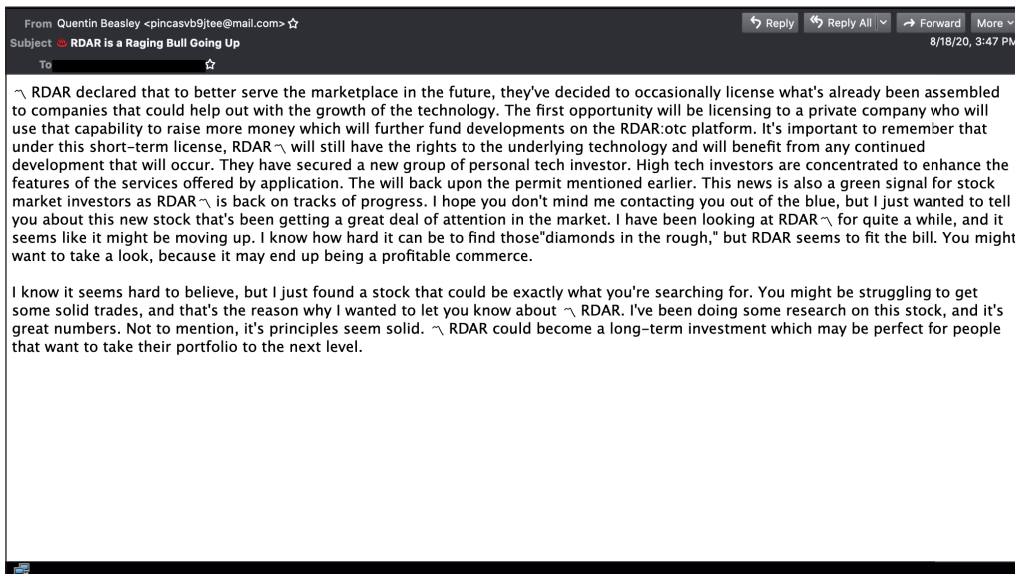 From Quentin Beasley <pincasvb9jtee@mail.com> ☆
Reply Reply All Forward More
Subject ♨ RDAR is a Raging Bull Going Up
8/18/20, 3:47 PM
To ☆
〽 RDAR declared that to better serve the marketplace in the future, they've decided to occasionally license what's already been assembled
to companies that could help out with the growth of the technology. The first opportunity will be licensing to a private company who will
use that capability to raise more money which will further fund developments on the RDAR:otc platform. It's important to remember that
under this short-term license, RDAR〽 will still have the rights to the underlying technology and will benefit from any continued
development that will occur. They have secured a new group of personal tech investor. High tech investors are concentrated to enhance the
features of the services offered by application. The will back upon the permit mentioned earlier. This news is also a green signal for stock
market investors as RDAR〽 is back on tracks of progress. I hope you don't mind me contacting you out of the blue, but I just wanted to tell
you about this new stock that's been getting a great deal of attention in the market. I have been looking at RDAR〽 for quite a while, and it
seems like it might be moving up. I know how hard it can be to find those"diamonds in the rough," but RDAR seems to fit the bill. You might
want to take a look, because it may end up being a profitable commerce.
I know it seems hard to believe, but I just found a stock that could be exactly what you're searching for. You might be struggling to get
some solid trades, and that's the reason why I wanted to let you know about 〽 RDAR. I've been doing some research on this stock, and it's
great numbers. Not to mention, it's principles seem solid. 〽 RDAR could become a long-term investment which may be perfect for people
that want to take their portfolio to the next level.